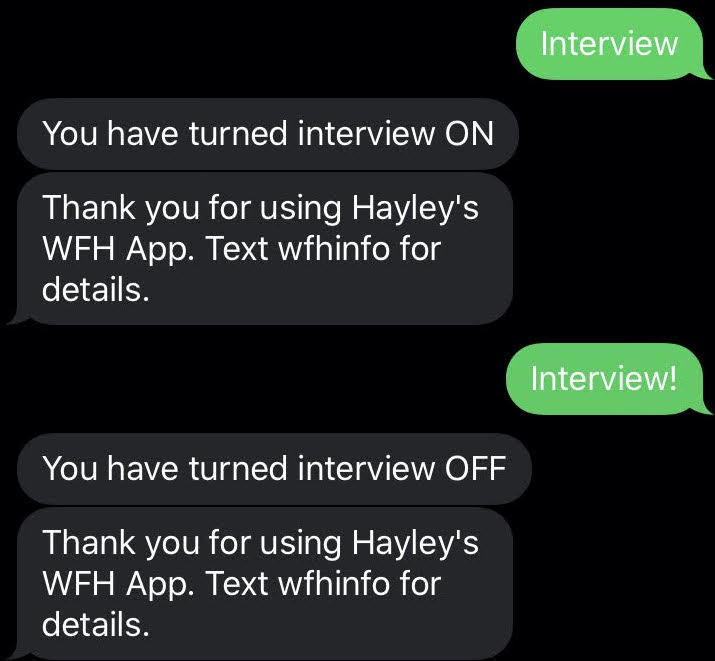 Interview
You have turned interview ON
Thank you for using Hayley's
WFH App. Text wfhinfo for
details.
Interview!
You have turned interview OFF
Thank you for using Hayley's
WFH App. Text wfhinfo for
details.